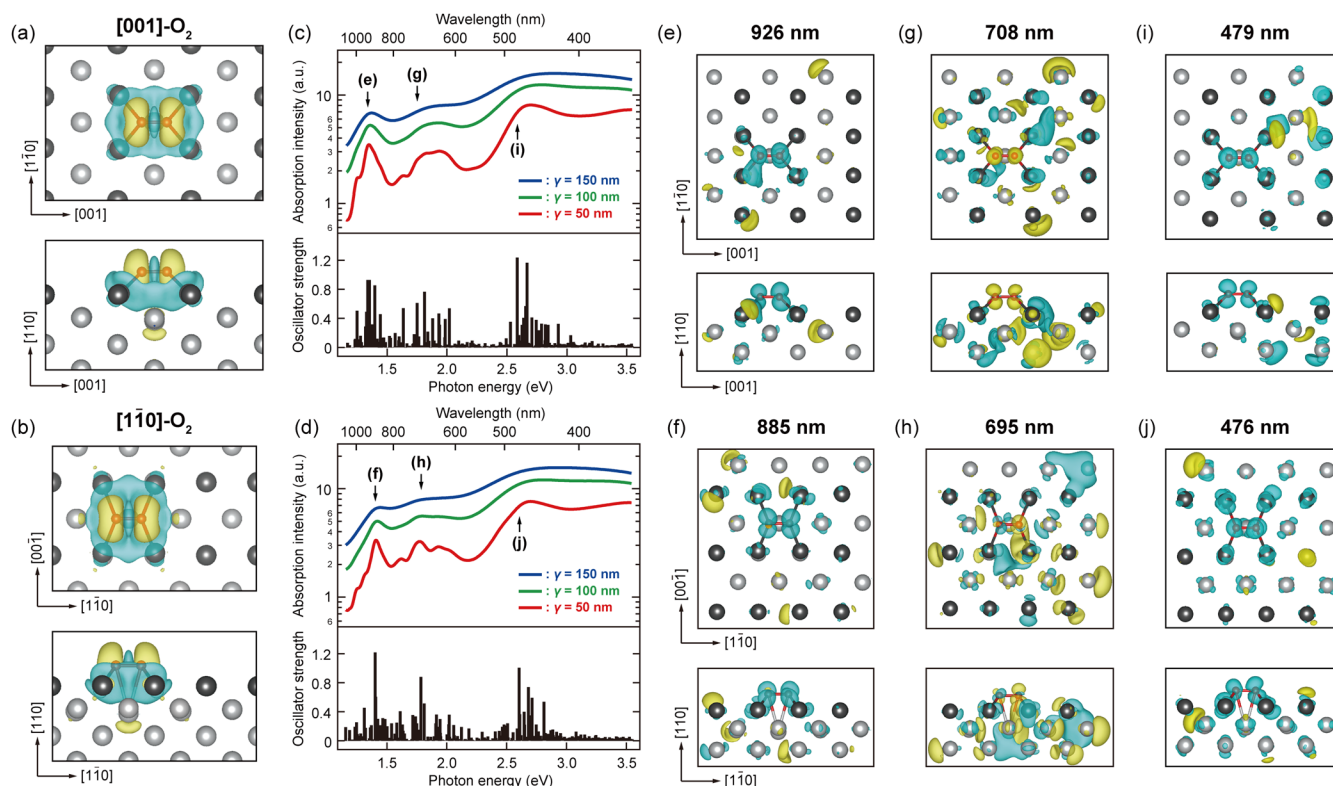 (a)
[001]-O₂
[11̄0]
[001]
[110]
[001]
(c)
Wavelength (nm)
1000 800 600 400
Absorption intensity (a.u.)
10
6
5
4
3
2
1
6
(e)
(g)
(i)
: γ = 150 nm
: γ = 100 nm
: γ = 50 nm
Oscillator strength
1.2
0.8
0.4
0
1.5 2.0 2.5 3.0 3.5
Photon energy (eV)
(e)
926 nm
[11̄0]
[001]
[110]
[001]
(g)
708 nm
(i)
479 nm
(b)
[11̄0]-O₂
[001̄]
[11̄0]
[110]
[11̄0]
(d)
Wavelength (nm)
1000 800 600 400
Absorption intensity (a.u.)
10
6
5
4
3
2
1
6
(f)
(h)
(j)
: γ = 150 nm
: γ = 100 nm
: γ = 50 nm
Oscillator strength
1.2
0.8
0.4
0
1.5 2.0 2.5 3.0 3.5
Photon energy (eV)
(f)
885 nm
[001̄]
[11̄0]
[110]
[11̄0]
(h)
695 nm
(j)
476 nm